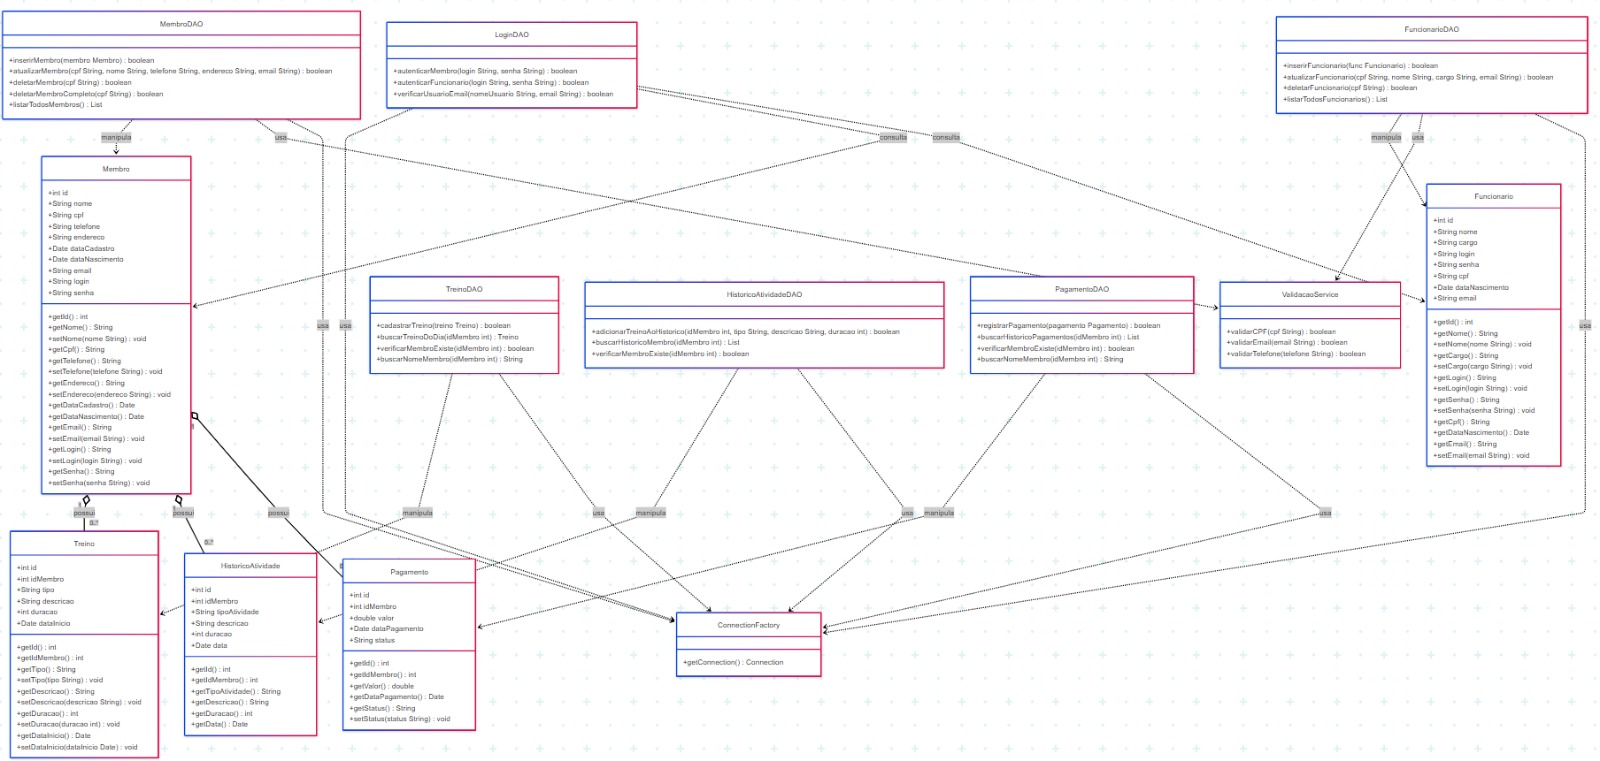 MembroDAO
+inserirMembro(membro Membro) : boolean
+atualizarMembro(cpf String, nome String, telefone String, endereco String, email String) : boolean
+deletarMembro(cpf String) : boolean
+deletarMembroCompleto(cpf String) : boolean
+listarTodosMembros() : List
LoginDAO
+autenticarMembro(login String, senha String) : boolean
+autenticarFuncionario(login String, senha String) : boolean
+verificarUsuarioEmail(nomeUsuario String, email String) : boolean
FuncionarioDAO
+inserirFuncionario(func Funcionario) : boolean
+atualizarFuncionario(cpf String, nome String, cargo String, email String) : boolean
+deletarFuncionario(cpf String) : boolean
+listarTodosFuncionarios() : List
manipula
usa
consulta
consulta
manipula
usa
Membro
+int id
+String nome
+String cpf
+String telefone
+String endereco
+Date dataCadastro
+Date dataNascimento
+String email
+String login
+String senha
+getId() : int
+getNome() : String
+setNome(nome String) : void
+getCpf() : String
+getTelefone() : String
+setTelefone(telefone String) : void
+getEndereco() : String
+setEndereco(endereco String) : void
+getDataCadastro() : Date
+getDataNascimento() : Date
+getEmail() : String
+setEmail(email String) : void
+getLogin() : String
+setLogin(login String) : void
+getSenha() : String
+setSenha(senha String) : void
Funcionario
+int id
+String nome
+String cargo
+String login
+String senha
+String cpf
+Date dataNascimento
+String email
+getId() : int
+getNome() : String
+setNome(nome String) : void
+getCargo() : String
+setCargo(cargo String) : void
+getLogin() : String
+setLogin(login String) : void
+getSenha() : String
+setSenha(senha String) : void
+getCpf() : String
+getDataNascimento() : Date
+getEmail() : String
+setEmail(email String) : void
TreinoDAO
+cadastrarTreino(treino Treino) : boolean
+buscarTreinoDoDia(idMembro int) : Treino
+verificarMembroExiste(idMembro int) : boolean
+buscarNomeMembro(idMembro int) : String
HistoricoAtividadeDAO
+adicionarTreinoAoHistorico(idMembro int, tipo String, descricao String, duracao int) : boolean
+buscarHistoricoMembro(idMembro int) : List
+verificarMembroExiste(idMembro int) : boolean
PagamentoDAO
+registrarPagamento(pagamento Pagamento) : boolean
+buscarHistoricoPagamentos(idMembro int) : List
+verificarMembroExiste(idMembro int) : boolean
+buscarNomeMembro(idMembro int) : String
ValidacaoService
+validarCPF(cpf String) : boolean
+validarEmail(email String) : boolean
+validarTelefone(telefone String) : boolean
usa
usa
usa
1
1
1
possui
possui
possui
manipula
usa
manipula
usa
manipula
usa
0..*
0..*
Treino
+int id
+int idMembro
+String tipo
+String descricao
+int duracao
+Date dataInicio
+getId() : int
+getIdMembro() : int
+getTipo() : String
+setTipo(tipo String) : void
+getDescricao() : String
+setDescricao(descricao String) : void
+getDuracao() : int
+setDuracao(duracao int) : void
+getDataInicio() : Date
+setDataInicio(dataInicio Date) : void
HistoricoAtividade
+int id
+int idMembro
+String tipoAtividade
+String descricao
+int duracao
+Date data
+getId() : int
+getIdMembro() : int
+getTipoAtividade() : String
+getDescricao() : String
+getDuracao() : int
+getData() : Date
Pagamento
+int id
+int idMembro
+double valor
+Date dataPagamento
+String status
+getId() : int
+getIdMembro() : int
+getValor() : double
+getDataPagamento() : Date
+getStatus() : String
+setStatus(status String) : void
ConnectionFactory
+getConnection() : Connection